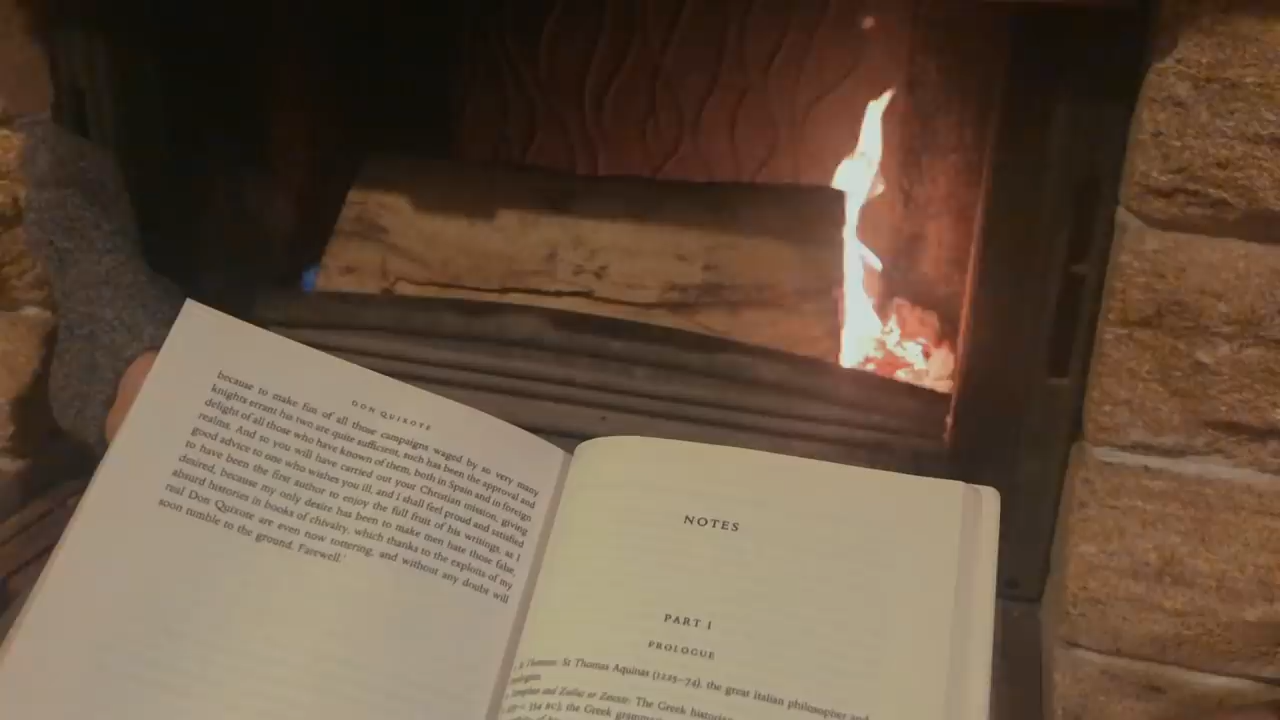 DON QUIXOTE
because to make fun of all those campaigns waged by so very many
knights errant his two are quite sufficient, such has been the approval and
delight of all those who have known of them, both in Spain and in foreign
realms. And so you will have carried out your Christian mission, giving
good advice to one who wishes you ill, and I shall feel proud and satisfied
to have been the first author to enjoy the full fruit of his writings, as I
desired, because my only desire has been to make men hate those false,
absurd histories in books of chivalry, which thanks to the exploits of my
real Don Quixote are even now tottering, and without any doubt will
soon tumble to the ground. Farewell.'
NOTES
PART I
PROLOGUE
St Thomas Aquinas (1225–74), the great Italian philosopher and
and Zoilus or Zeuxis: The Greek historian
BC), the Greek